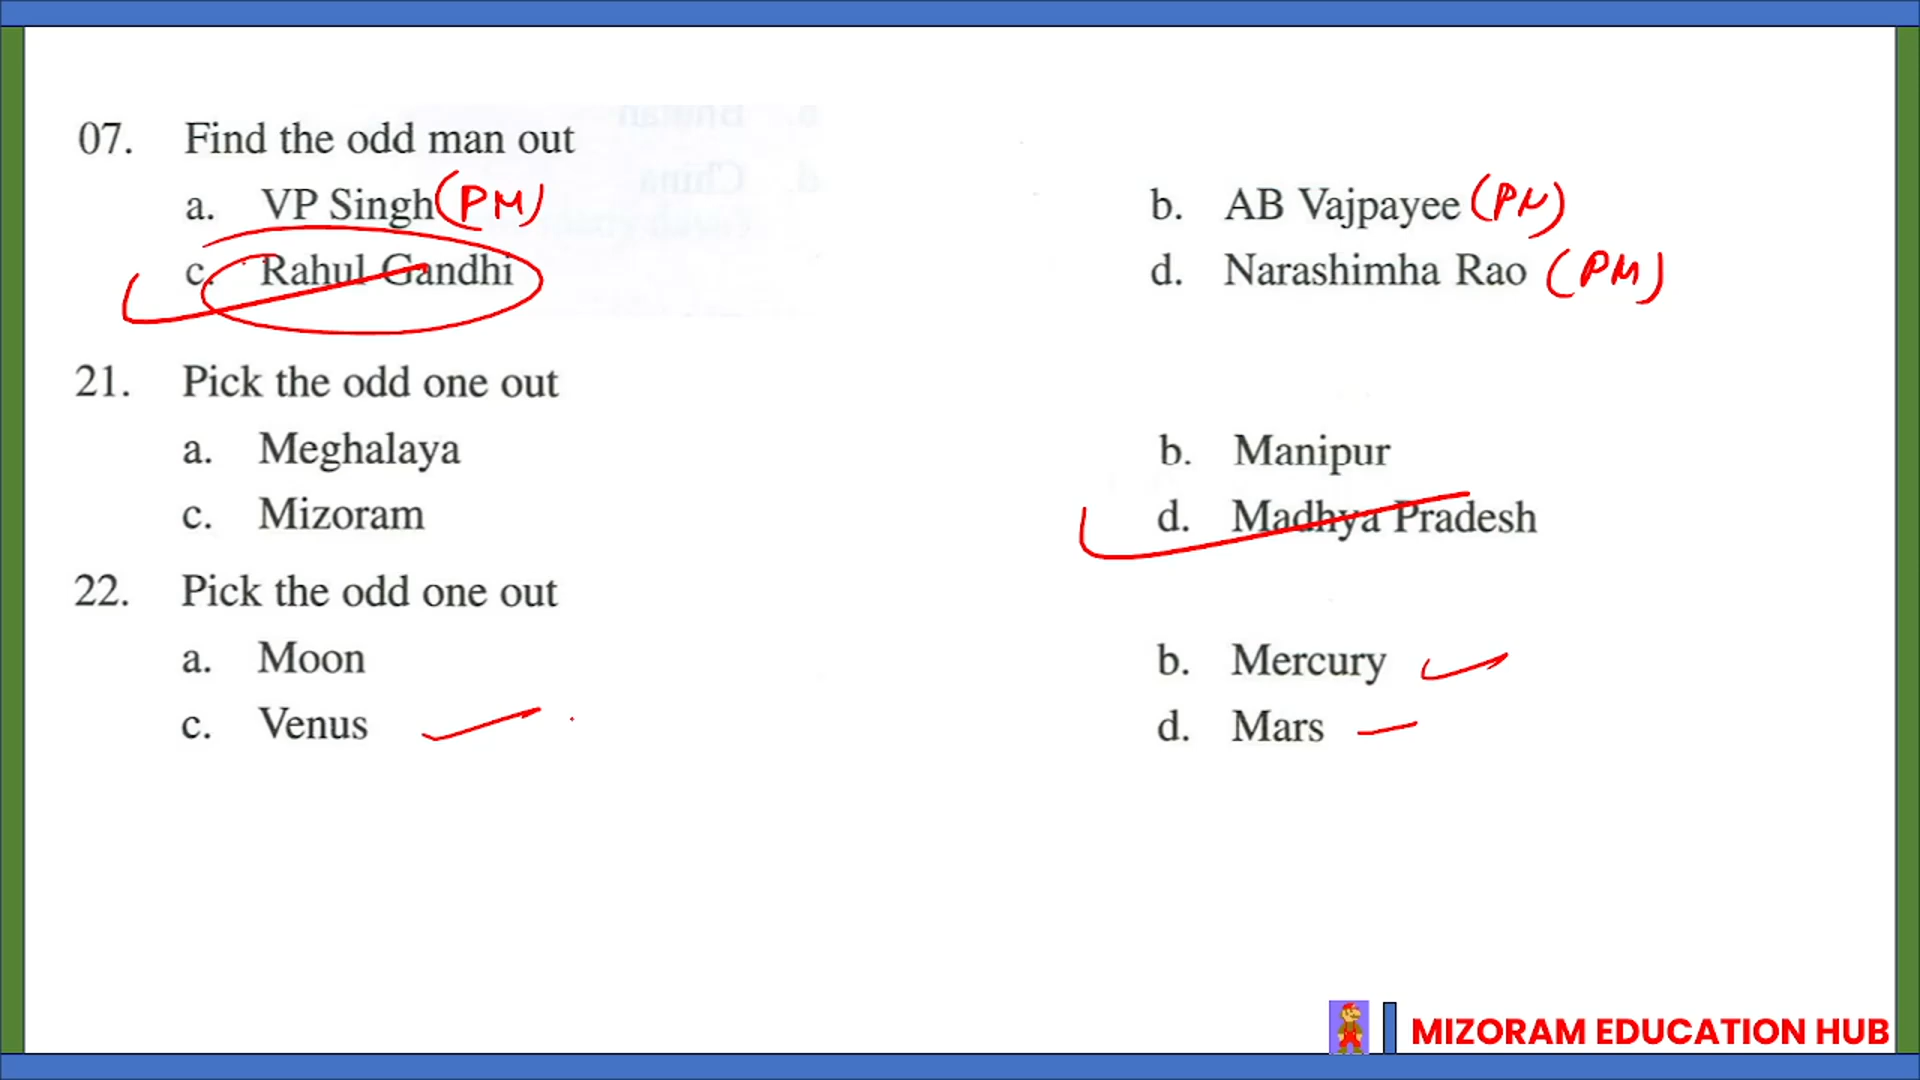 07. Find the odd man out
a. VP Singh (PM)
b. AB Vajpayee (PM)
c. Rahul Gandhi
d. Narashimha Rao (PM)
21. Pick the odd one out
a. Meghalaya
b. Manipur
c. Mizoram
d. Madhya Pradesh
22. Pick the odd one out
a. Moon
b. Mercury
c. Venus
d. Mars
MIZORAM EDUCATION HUB